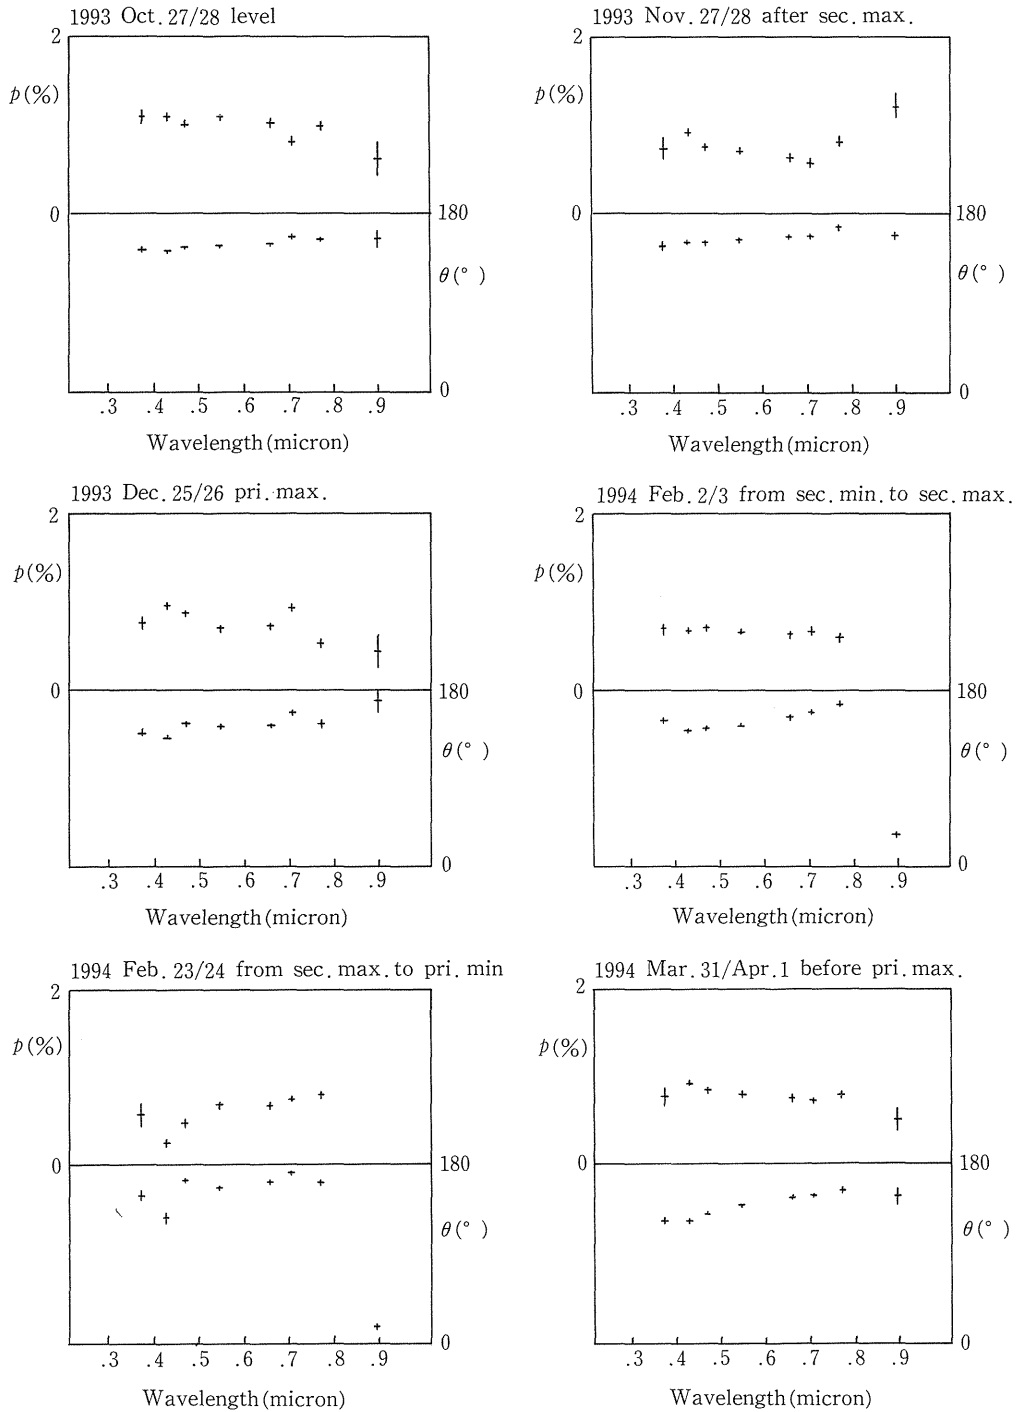 1993 Oct. 27/28 level
2
p(%)
0
180
θ(°)
0
.3 .4 .5 .6 .7 .8 .9
Wavelength(micron)
1993 Nov. 27/28 after sec. max.
2
p(%)
0
180
θ(°)
0
.3 .4 .5 .6 .7 .8 .9
Wavelength(micron)
1993 Dec. 25/26 pri. max.
2
p(%)
0
180
θ(°)
0
.3 .4 .5 .6 .7 .8 .9
Wavelength(micron)
1994 Feb. 2/3 from sec. min. to sec. max.
2
p(%)
0
180
θ(°)
0
.3 .4 .5 .6 .7 .8 .9
Wavelength(micron)
1994 Feb. 23/24 from sec. max. to pri. min
2
p(%)
0
180
θ(°)
0
.3 .4 .5 .6 .7 .8 .9
Wavelength(micron)
1994 Mar. 31/Apr. 1 before pri. max.
2
p(%)
0
180
θ(°)
0
.3 .4 .5 .6 .7 .8 .9
Wavelength(micron)